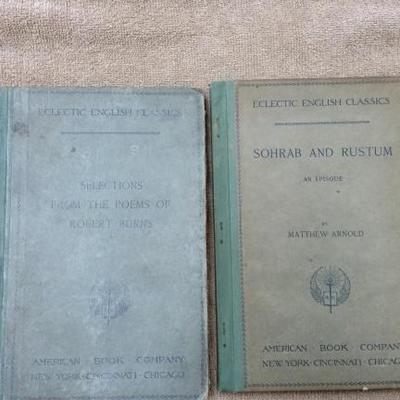 ECLECTIC ENGLISH CLASSICS
SELECTIONS
FROM THE POEMS OF
ROBERT BURNS
AMERICAN · BOOK · COMPANY
NEW YORK · CINCINNATI · CHICAGO
ECLECTIC ENGLISH CLASSICS
SOHRAB AND RUSTUM
AN EPISODE
BY
MATTHEW ARNOLD
AMERICAN · BOOK · COMPANY
NEW YORK · CINCINNATI · CHICAGO